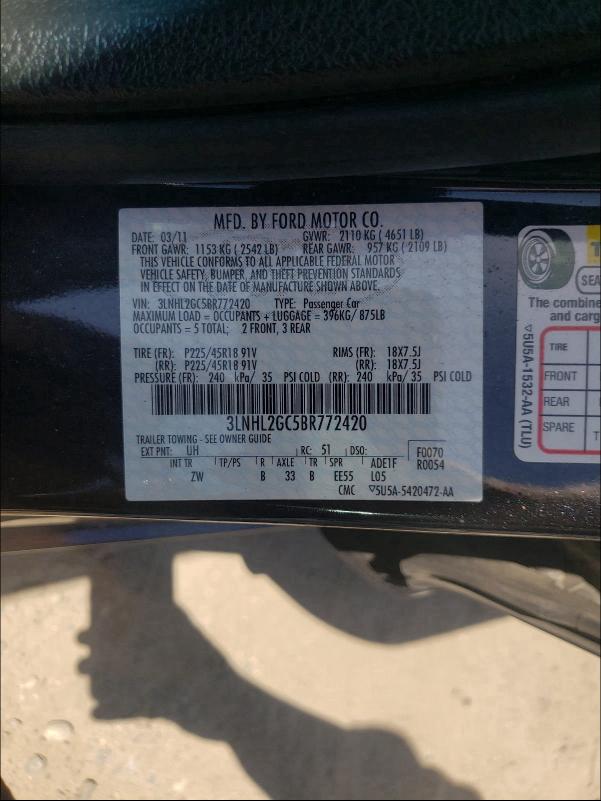 MFD. BY FORD MOTOR CO.
DATE: 03/11 GVWR: 2110 KG ( 4651 LB)
FRONT GAWR: 1153 KG ( 2542 LB) REAR GAWR: 957 KG ( 2109 LB)
THIS VEHICLE CONFORMS TO ALL APPLICABLE FEDERAL MOTOR
VEHICLE SAFETY, BUMPER, AND THEFT PREVENTION STANDARDS
IN EFFECT ON THE DATE OF MANUFACTURE SHOWN ABOVE.
VIN: 3LNHL2GC5BR772420 TYPE: Passenger Car
MAXIMUM LOAD = OCCUPANTS + LUGGAGE = 396KG/ 875LB
OCCUPANTS = 5 TOTAL: 2 FRONT, 3 REAR
TIRE (FR): P225/45R18 91V RIMS (FR): 18X7.5J
(RR): P225/45R18 91V (RR): 18X7.5J
PRESSURE (FR): 240 kPa/ 35 PSI COLD (RR): 240 kPa/ 35 PSI COLD
3LNHL2GC5BR772420
TRAILER TOWING - SEE OWNER GUIDE
EXT PNT: UH RC: 51 DSO: F0070
INT TR TP/PS R AXLE TR SPR ADE1F R0054
ZW B 33 B EE55 L05
CMC ▽5U5A-5420472-AA
▽5U5A-1532-AA (TLU)
T
SEA
The combine
and carg
TIRE
FRONT
REAR
SPARE T